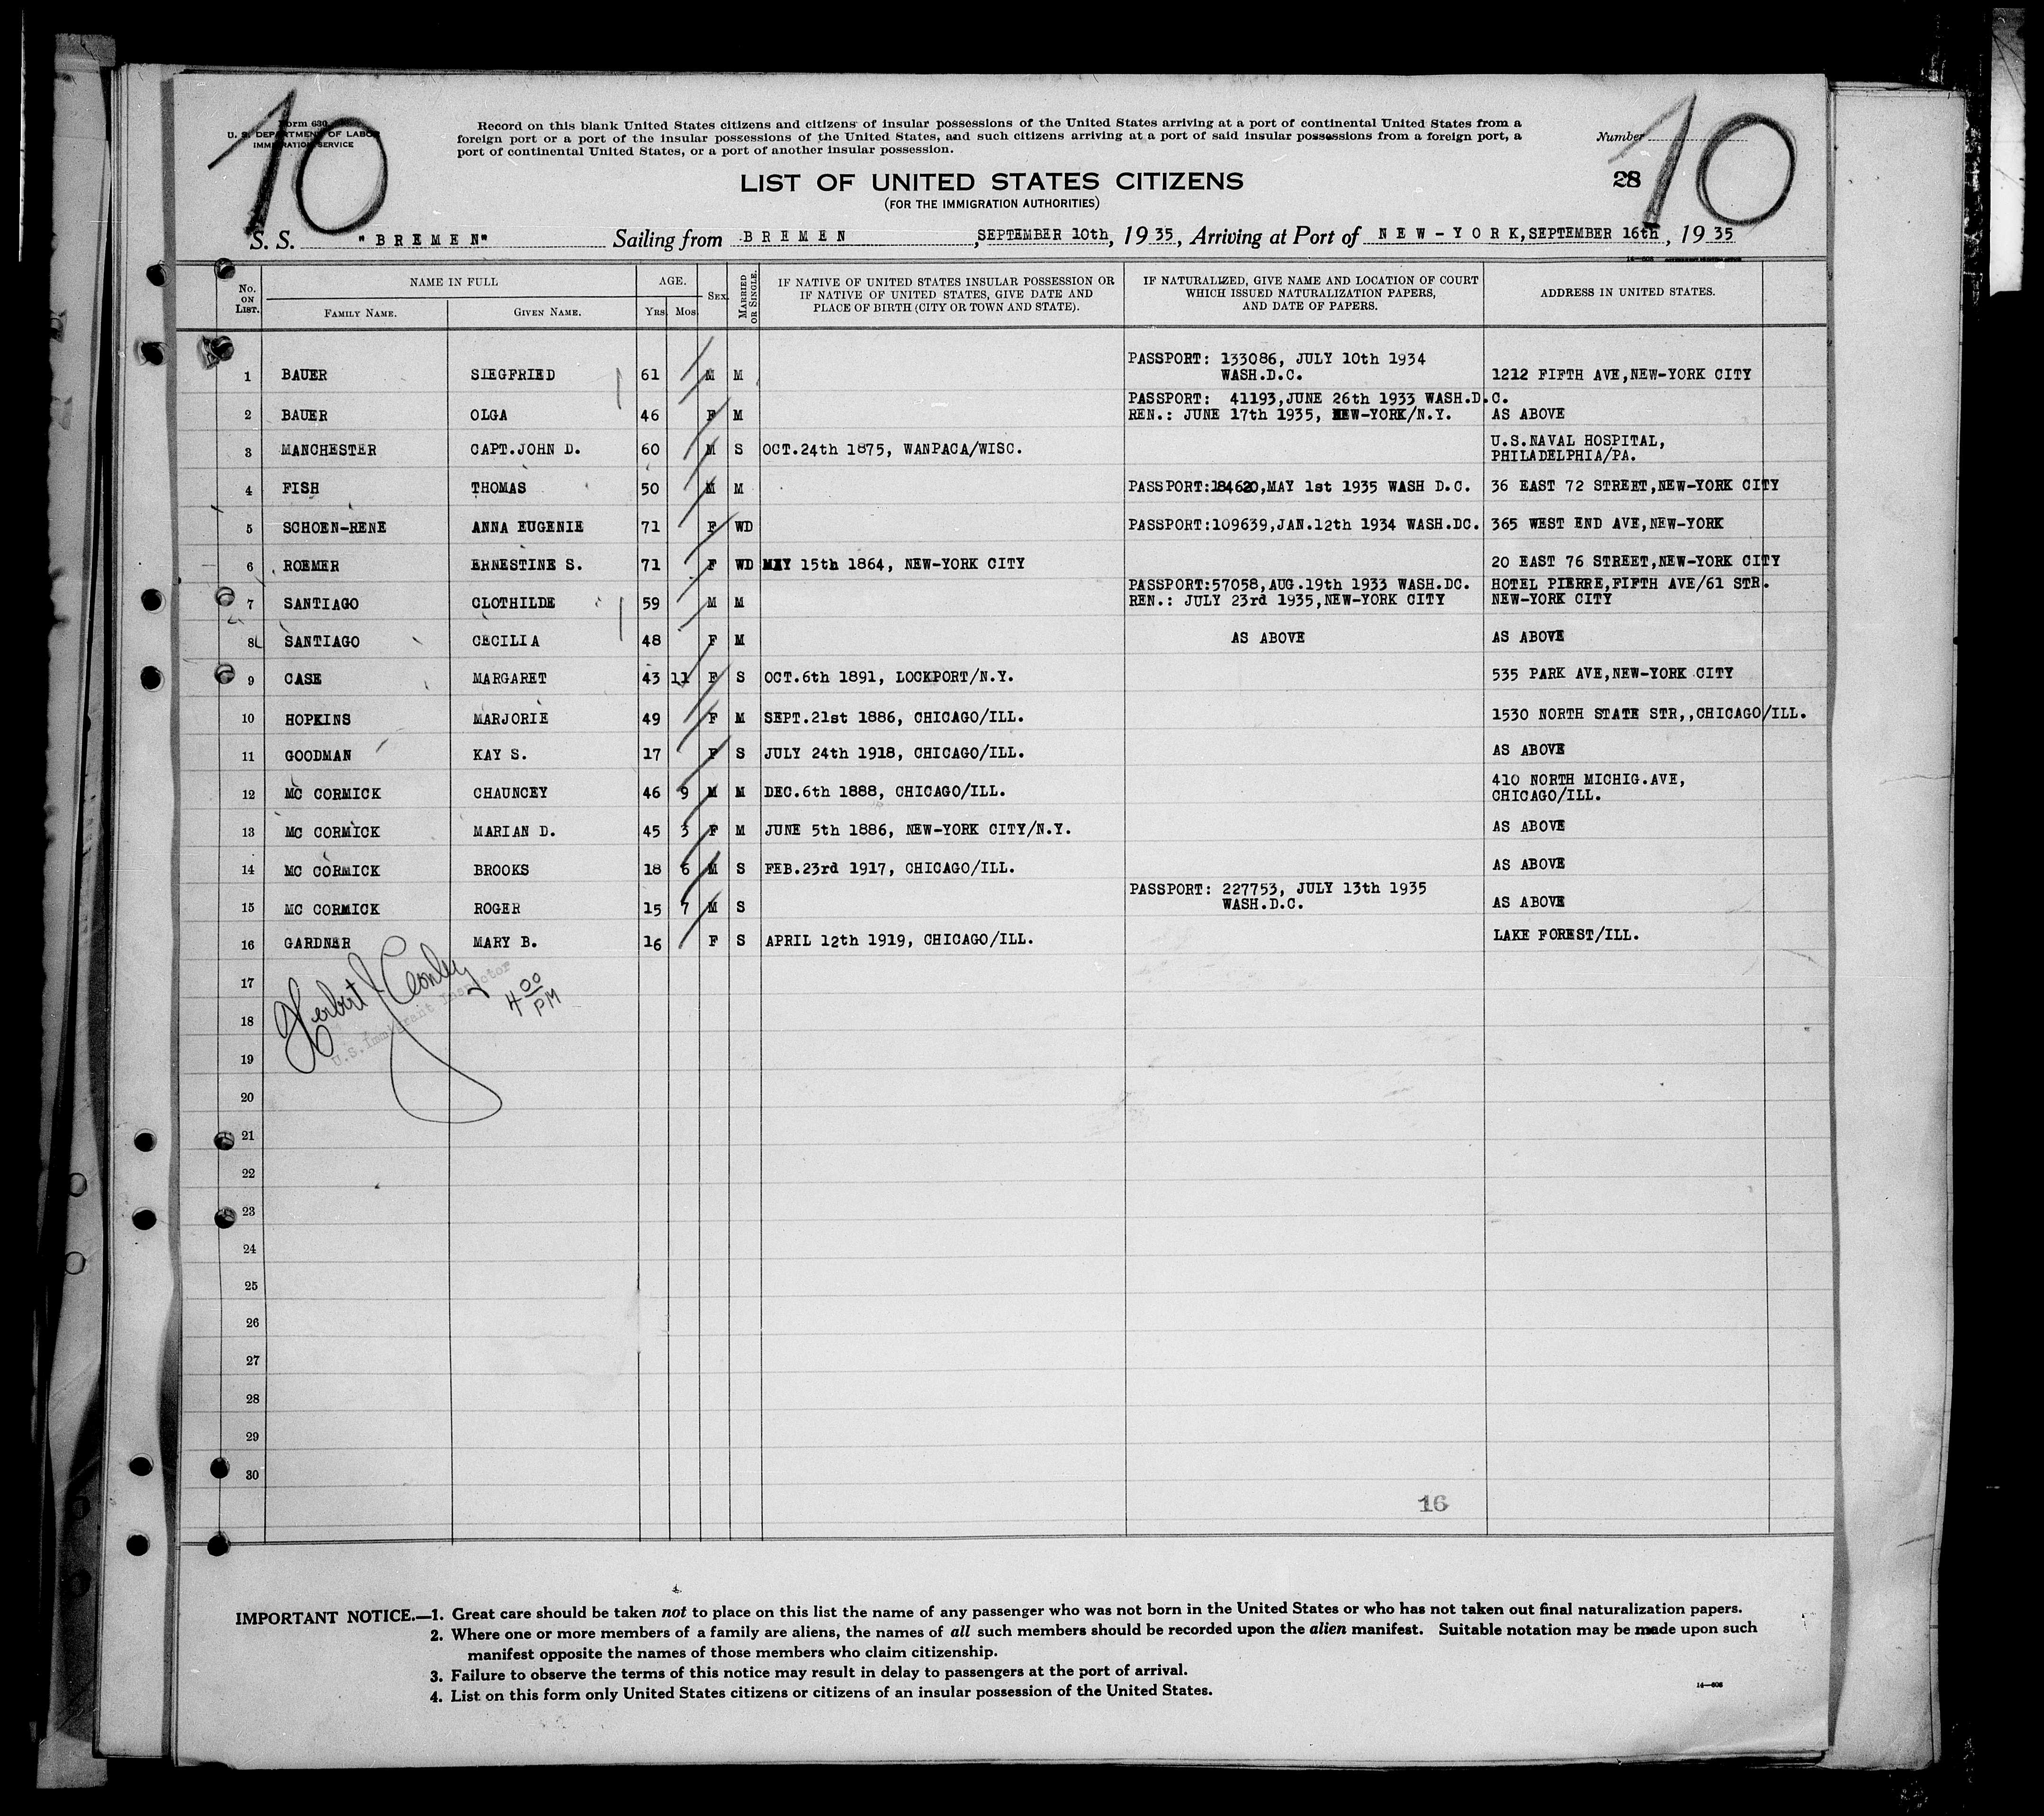 10
10
Form 630
U. S. DEPARTMENT OF LABOR
IMMIGRATION SERVICE
Record on this blank United States citizens and citizens of insular possessions of the United States arriving at a port of continental United States from a
foreign port or a port of the insular possessions of the United States, and such citizens arriving at a port of said insular possessions from a foreign port, a
port of continental United States, or a port of another insular possession.
Number
LIST OF UNITED STATES CITIZENS
(FOR THE IMMIGRATION AUTHORITIES)
28
S. S. "BREMEN" Sailing from BREMEN, SEPTEMBER 10th, 1935, Arriving at Port of NEW-YORK, SEPTEMBER 16th, 1935
No. ON LIST. NAME IN FULL FAMILY NAME. GIVEN NAME. AGE. YRS. MOS. SEX. MARRIED OR SINGLE.
IF NATIVE OF UNITED STATES INSULAR POSSESSION OR
IF NATIVE OF UNITED STATES, GIVE DATE AND
PLACE OF BIRTH (CITY OR TOWN AND STATE).
IF NATURALIZED, GIVE NAME AND LOCATION OF COURT
WHICH ISSUED NATURALIZATION PAPERS,
AND DATE OF PAPERS.
ADDRESS IN UNITED STATES.
PASSPORT: 133086, JULY 10th 1934
1 BAUER SIEGFRIED 61 M M WASH.D.C. 1212 FIFTH AVE,NEW-YORK CITY
PASSPORT: 41193,JUNE 26th 1933 WASH.D.C.
2 BAUER OLGA 46 F M REN.: JUNE 17th 1935, NEW-YORK/N.Y. AS ABOVE
U.S.NAVAL HOSPITAL,
3 MANCHESTER CAPT.JOHN D. 60 M S OCT.24th 1875, WANPACA/WISC. PHILADELPHIA/PA.
4 FISH THOMAS 50 M M PASSPORT:184620,MAY 1st 1935 WASH D.C. 36 EAST 72 STREET,NEW-YORK CITY
5 SCHOEN-RENE ANNA EUGENIE 71 F WD PASSPORT:109639,JAN.12th 1934 WASH.DC. 365 WEST END AVE,NEW-YORK
6 ROEMER ERNESTINE S. 71 F WD MAY 15th 1864, NEW-YORK CITY 20 EAST 76 STREET,NEW-YORK CITY
PASSPORT:57058,AUG.19th 1933 WASH.DC. HOTEL PIERRE,FIFTH AVE/61 STR.
7 SANTIAGO CLOTHILDE 59 M M REN.: JULY 23rd 1935,NEW-YORK CITY NEW-YORK CITY
8 SANTIAGO CECILIA 48 F M AS ABOVE AS ABOVE
9 CASE MARGARET 43 11 F S OCT.6th 1891, LOCKPORT/N.Y. 535 PARK AVE,NEW-YORK CITY
10 HOPKINS MARJORIE 49 F M SEPT.21st 1886, CHICAGO/ILL. 1530 NORTH STATE STR,,CHICAGO/ILL.
11 GOODMAN KAY S. 17 F S JULY 24th 1918, CHICAGO/ILL. AS ABOVE
410 NORTH MICHIG.AVE,
12 MC CORMICK CHAUNCEY 46 9 M M DEC.6th 1888, CHICAGO/ILL. CHICAGO/ILL.
13 MC CORMICK MARIAN D. 45 3 F M JUNE 5th 1886, NEW-YORK CITY/N.Y. AS ABOVE
14 MC CORMICK BROOKS 18 6 M S FEB.23rd 1917, CHICAGO/ILL. AS ABOVE
PASSPORT: 227753, JULY 13th 1935
15 MC CORMICK ROGER 15 7 M S WASH.D.C. AS ABOVE
16 GARDNER MARY B. 16 F S APRIL 12th 1919, CHICAGO/ILL. LAKE FOREST/ILL.
Herbert
U.S. Immigrant Inspector
4 00 PM
17
18
19
20
21
22
23
24
25
26
27
28
29
30
16
IMPORTANT NOTICE.—1. Great care should be taken not to place on this list the name of any passenger who was not born in the United States or who has not taken out final naturalization papers.
2. Where one or more members of a family are aliens, the names of all such members should be recorded upon the alien manifest. Suitable notation may be made upon such
manifest opposite the names of those members who claim citizenship.
3. Failure to observe the terms of this notice may result in delay to passengers at the port of arrival.
4. List on this form only United States citizens or citizens of an insular possession of the United States.
14—608